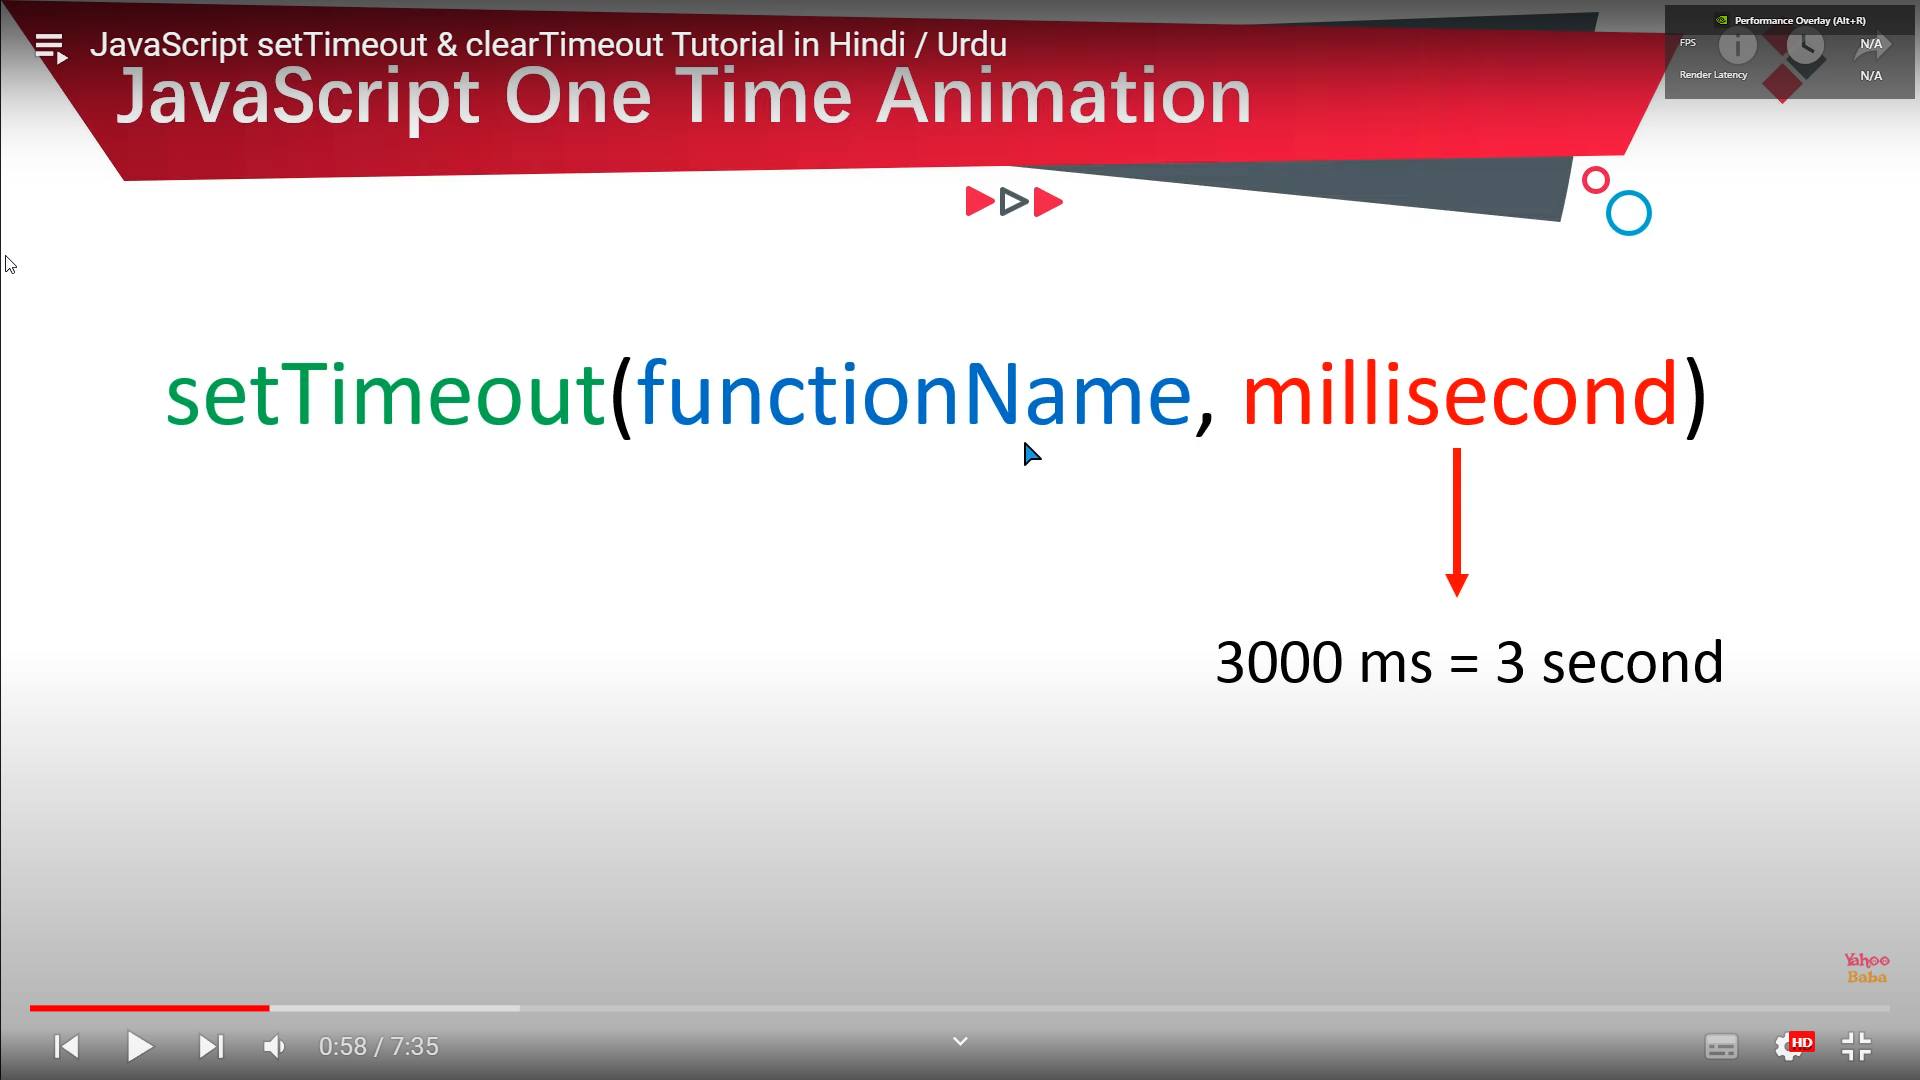 JavaScript setTimeout & clearTimeout Tutorial in Hindi / Urdu
Performance Overlay (Alt+R)
FPS N/A
Render Latency N/A
JavaScript One Time Animation
setTimeout(functionName, millisecond)
3000 ms = 3 second
Yahoo
Baba
0:58 / 7:35
HD